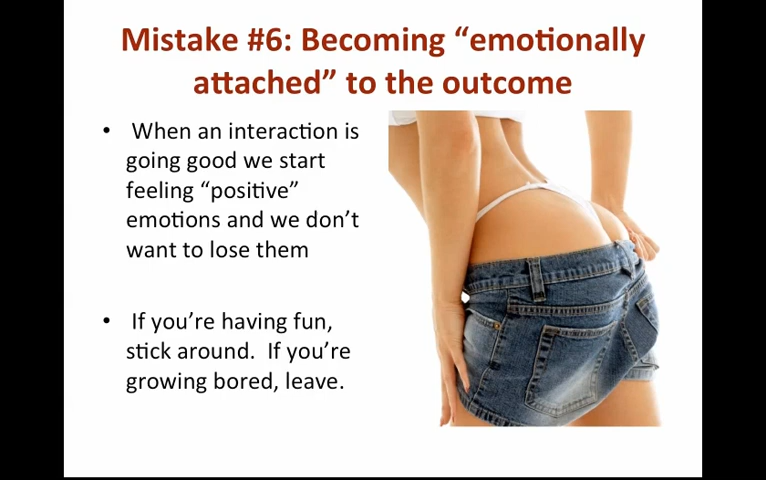 Mistake #6: Becoming “emotionally
attached” to the outcome
• When an interaction is
going good we start
feeling “positive”
emotions and we don’t
want to lose them
• If you’re having fun,
stick around.  If you’re
growing bored, leave.